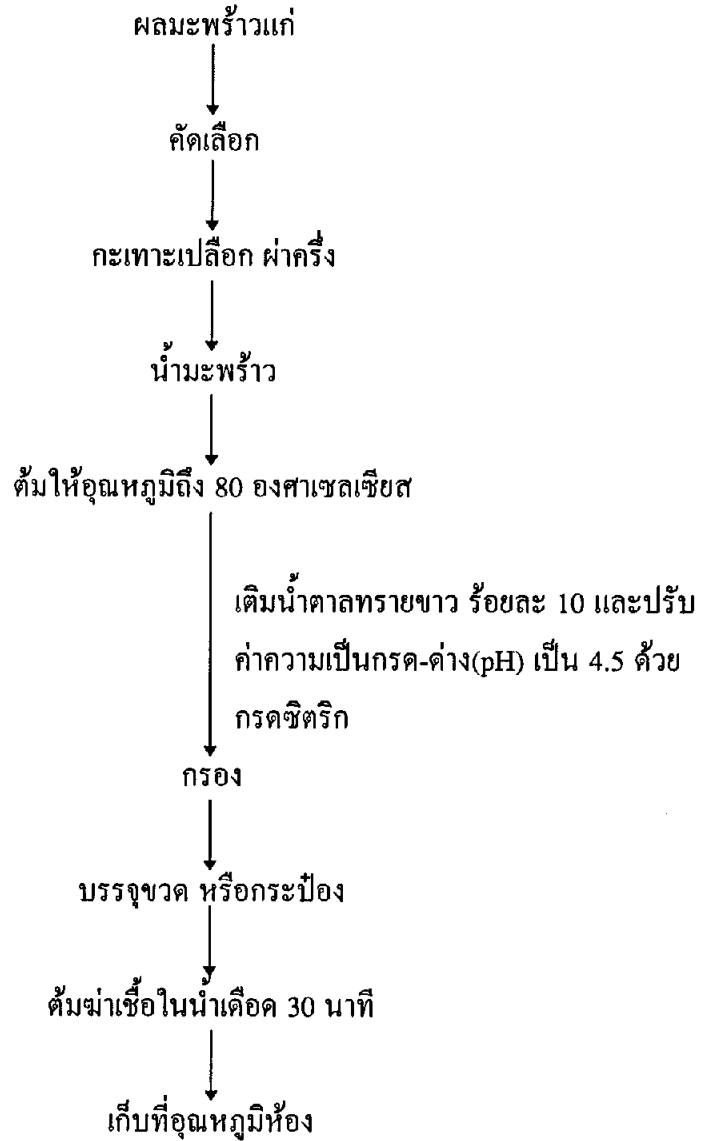 ผลมะพร้าวแก่
คัดเลือก
กะเทาะเปลือก ผ่าครึ่ง
น้ำมะพร้าว
ต้มให้อุณหภูมิถึง 80 องศาเซลเซียส
เติมน้ำตาลทรายขาว ร้อยละ 10 และปรับ
ค่าความเป็นกรด-ด่าง(pH) เป็น 4.5 ด้วย
กรดซิตริก
กรอง
บรรจุขวด หรือกระป๋อง
ต้มฆ่าเชื้อในน้ำเดือด 30 นาที
เก็บที่อุณหภูมิห้อง